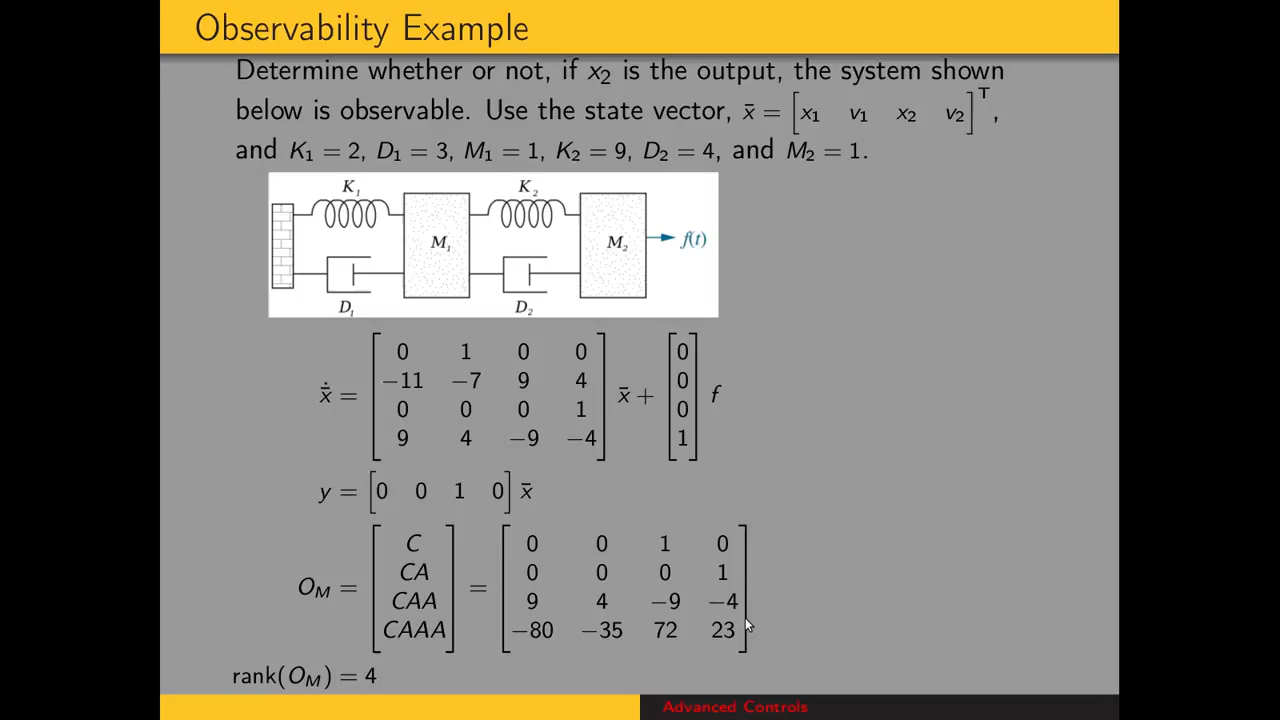 Observability Example
Determine whether or not, if x₂ is the output, the system shown
below is observable. Use the state vector, x̄ = [x₁ v₁ x₂ v₂]ᵀ,
and K₁ = 2, D₁ = 3, M₁ = 1, K₂ = 9, D₂ = 4, and M₂ = 1.
K₁ K₂
M₁ M₂ f(t)
D₁ D₂
0 1 0 0 0
−11 −7 9 4 0
ẋ̄ = x̄ + f
0 0 0 1 0
9 4 −9 −4 1
y = [0 0 1 0] x̄
C 0 0 1 0
CA 0 0 0 1
O_M = =
CAA 9 4 −9 −4
CAAA −80 −35 72 23
rank(O_M) = 4
Advanced Controls